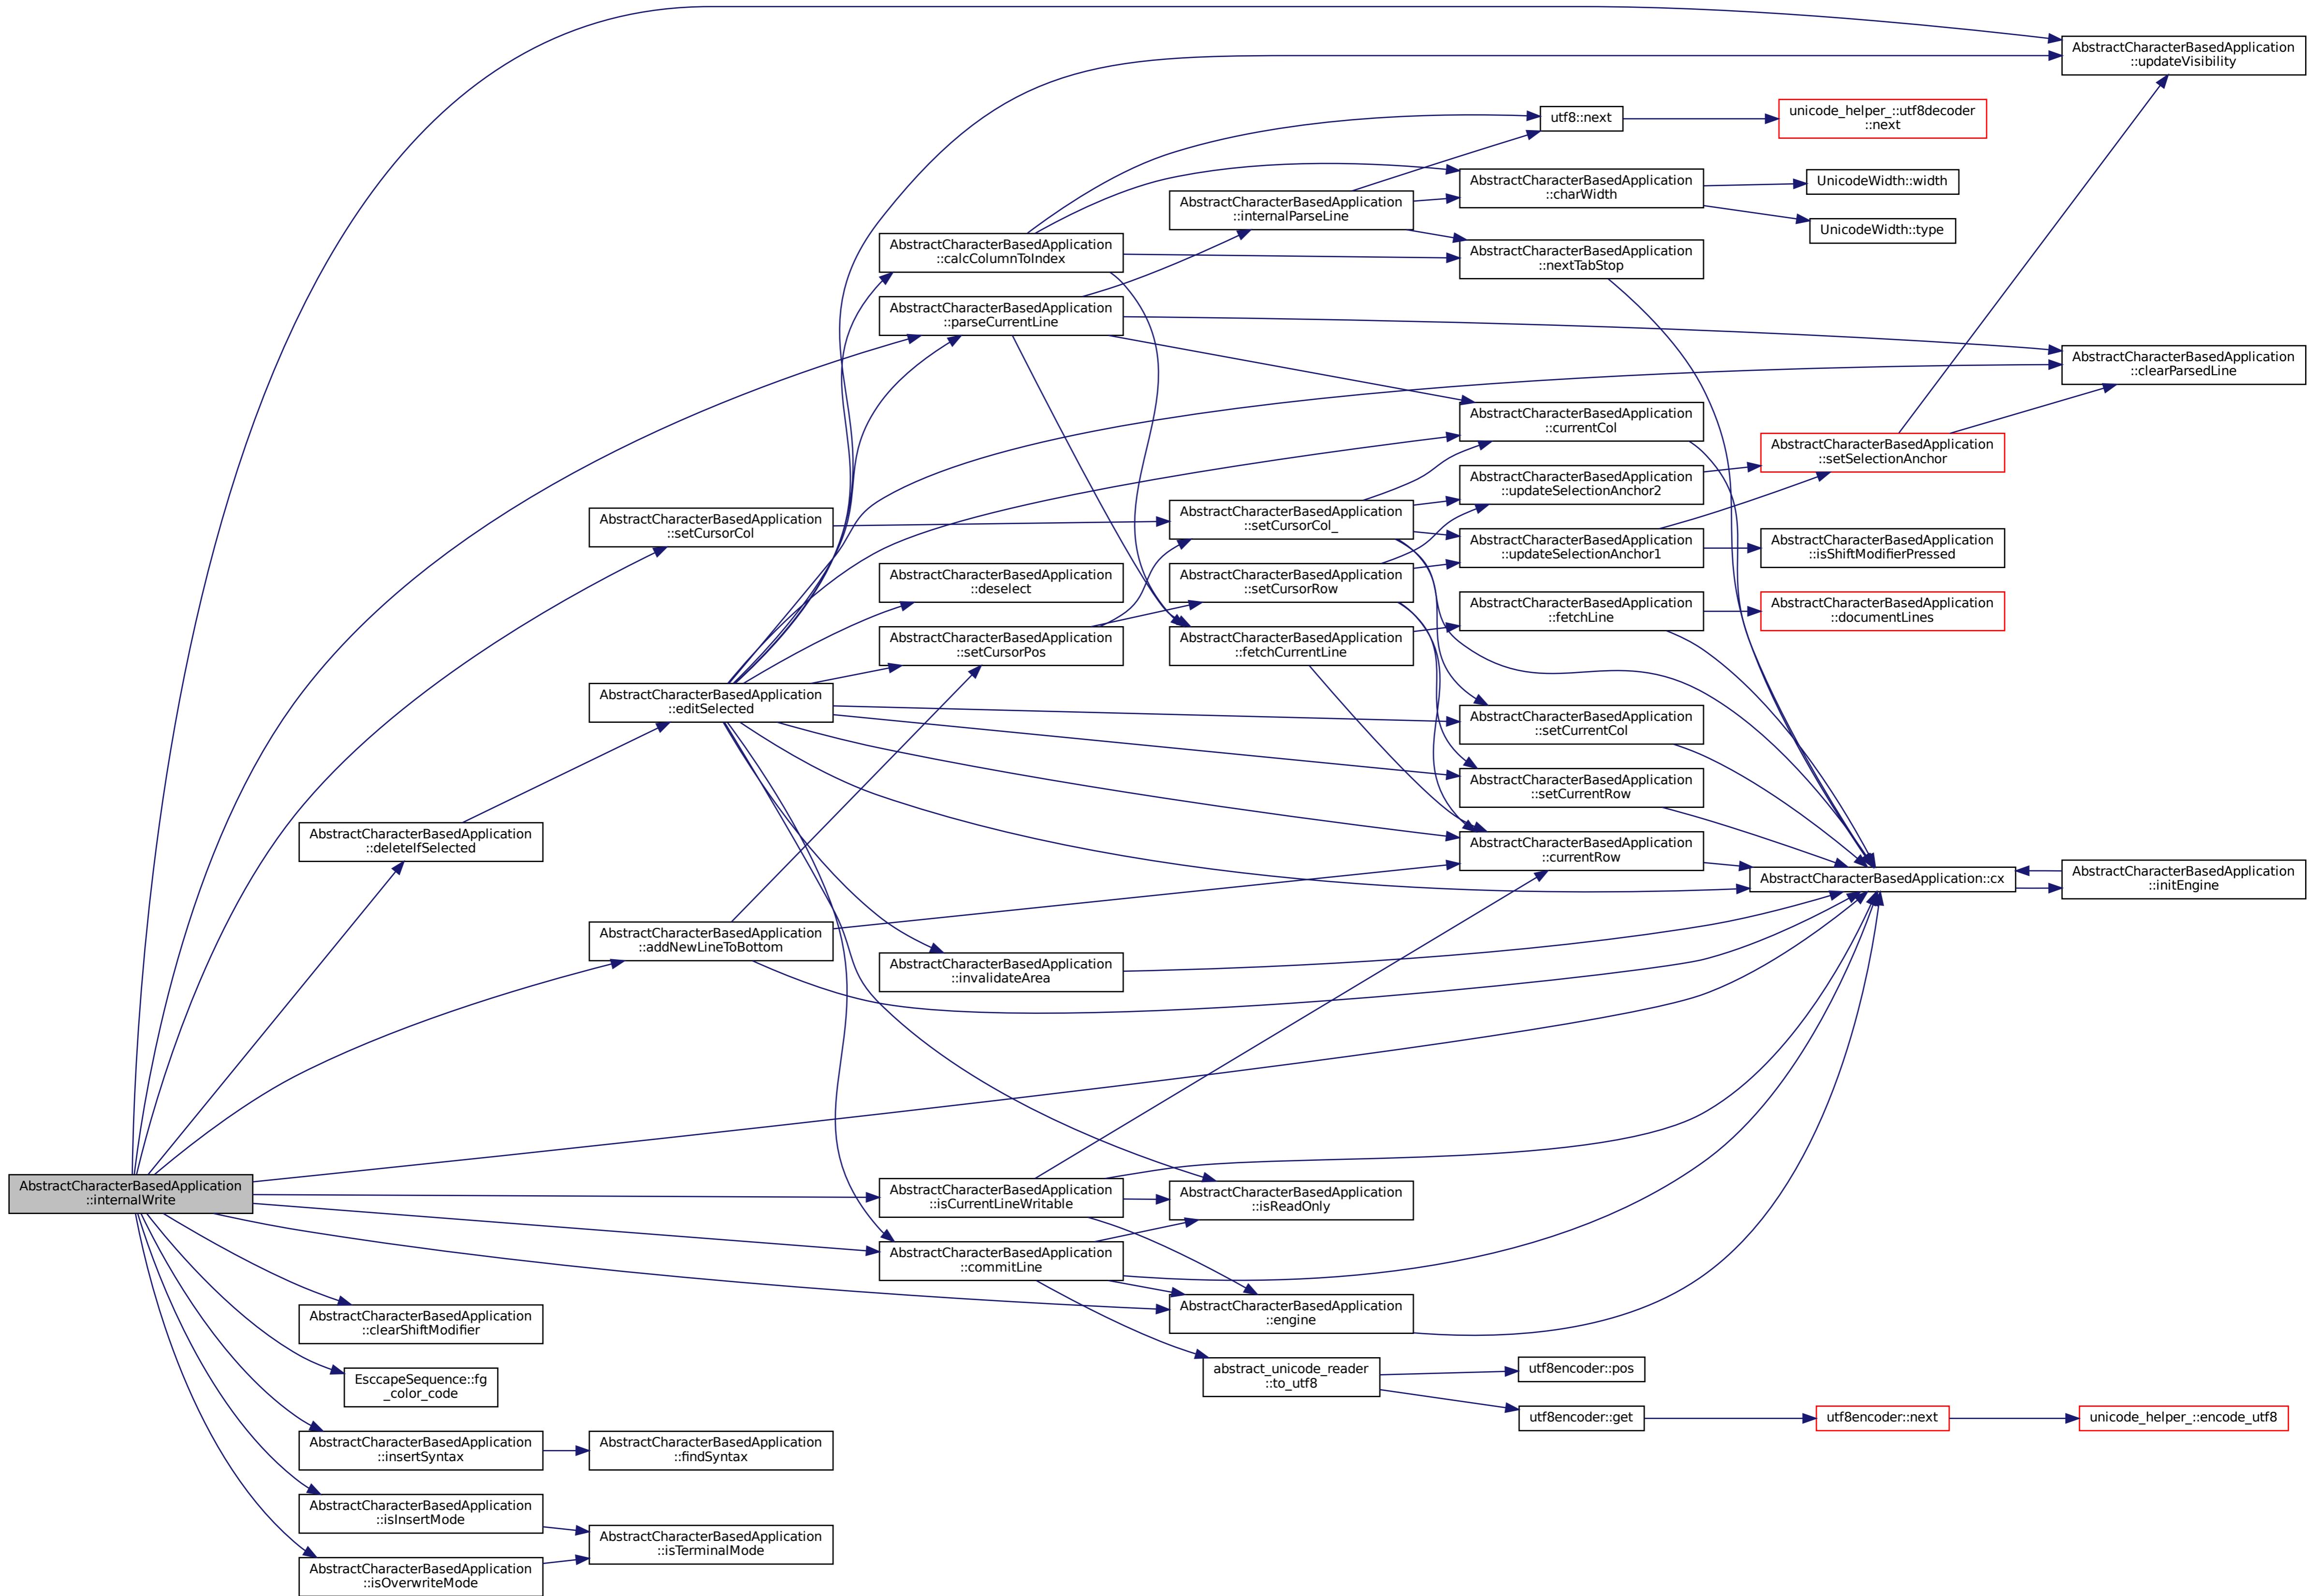 AbstractCharacterBasedApplication
::internalWrite
AbstractCharacterBasedApplication
::deleteIfSelected
AbstractCharacterBasedApplication
::clearShiftModifier
EsccapeSequence::fg
_color_code
AbstractCharacterBasedApplication
::insertSyntax
AbstractCharacterBasedApplication
::isInsertMode
AbstractCharacterBasedApplication
::isOverwriteMode
AbstractCharacterBasedApplication
::setCursorCol
AbstractCharacterBasedApplication
::editSelected
AbstractCharacterBasedApplication
::addNewLineToBottom
AbstractCharacterBasedApplication
::findSyntax
AbstractCharacterBasedApplication
::isTerminalMode
AbstractCharacterBasedApplication
::calcColumnToIndex
AbstractCharacterBasedApplication
::parseCurrentLine
AbstractCharacterBasedApplication
::deselect
AbstractCharacterBasedApplication
::setCursorPos
AbstractCharacterBasedApplication
::invalidateArea
AbstractCharacterBasedApplication
::isCurrentLineWritable
AbstractCharacterBasedApplication
::commitLine
AbstractCharacterBasedApplication
::internalParseLine
AbstractCharacterBasedApplication
::setCursorCol_
AbstractCharacterBasedApplication
::setCursorRow
AbstractCharacterBasedApplication
::fetchCurrentLine
AbstractCharacterBasedApplication
::isReadOnly
AbstractCharacterBasedApplication
::engine
abstract_unicode_reader
::to_utf8
utf8::next
AbstractCharacterBasedApplication
::charWidth
AbstractCharacterBasedApplication
::nextTabStop
AbstractCharacterBasedApplication
::currentCol
AbstractCharacterBasedApplication
::updateSelectionAnchor2
AbstractCharacterBasedApplication
::updateSelectionAnchor1
AbstractCharacterBasedApplication
::fetchLine
AbstractCharacterBasedApplication
::setCurrentCol
AbstractCharacterBasedApplication
::setCurrentRow
AbstractCharacterBasedApplication
::currentRow
utf8encoder::pos
utf8encoder::get
unicode_helper_::utf8decoder
::next
UnicodeWidth::width
UnicodeWidth::type
AbstractCharacterBasedApplication
::setSelectionAnchor
AbstractCharacterBasedApplication
::isShiftModifierPressed
AbstractCharacterBasedApplication
::documentLines
AbstractCharacterBasedApplication::cx
utf8encoder::next
AbstractCharacterBasedApplication
::updateVisibility
AbstractCharacterBasedApplication
::clearParsedLine
AbstractCharacterBasedApplication
::initEngine
unicode_helper_::encode_utf8